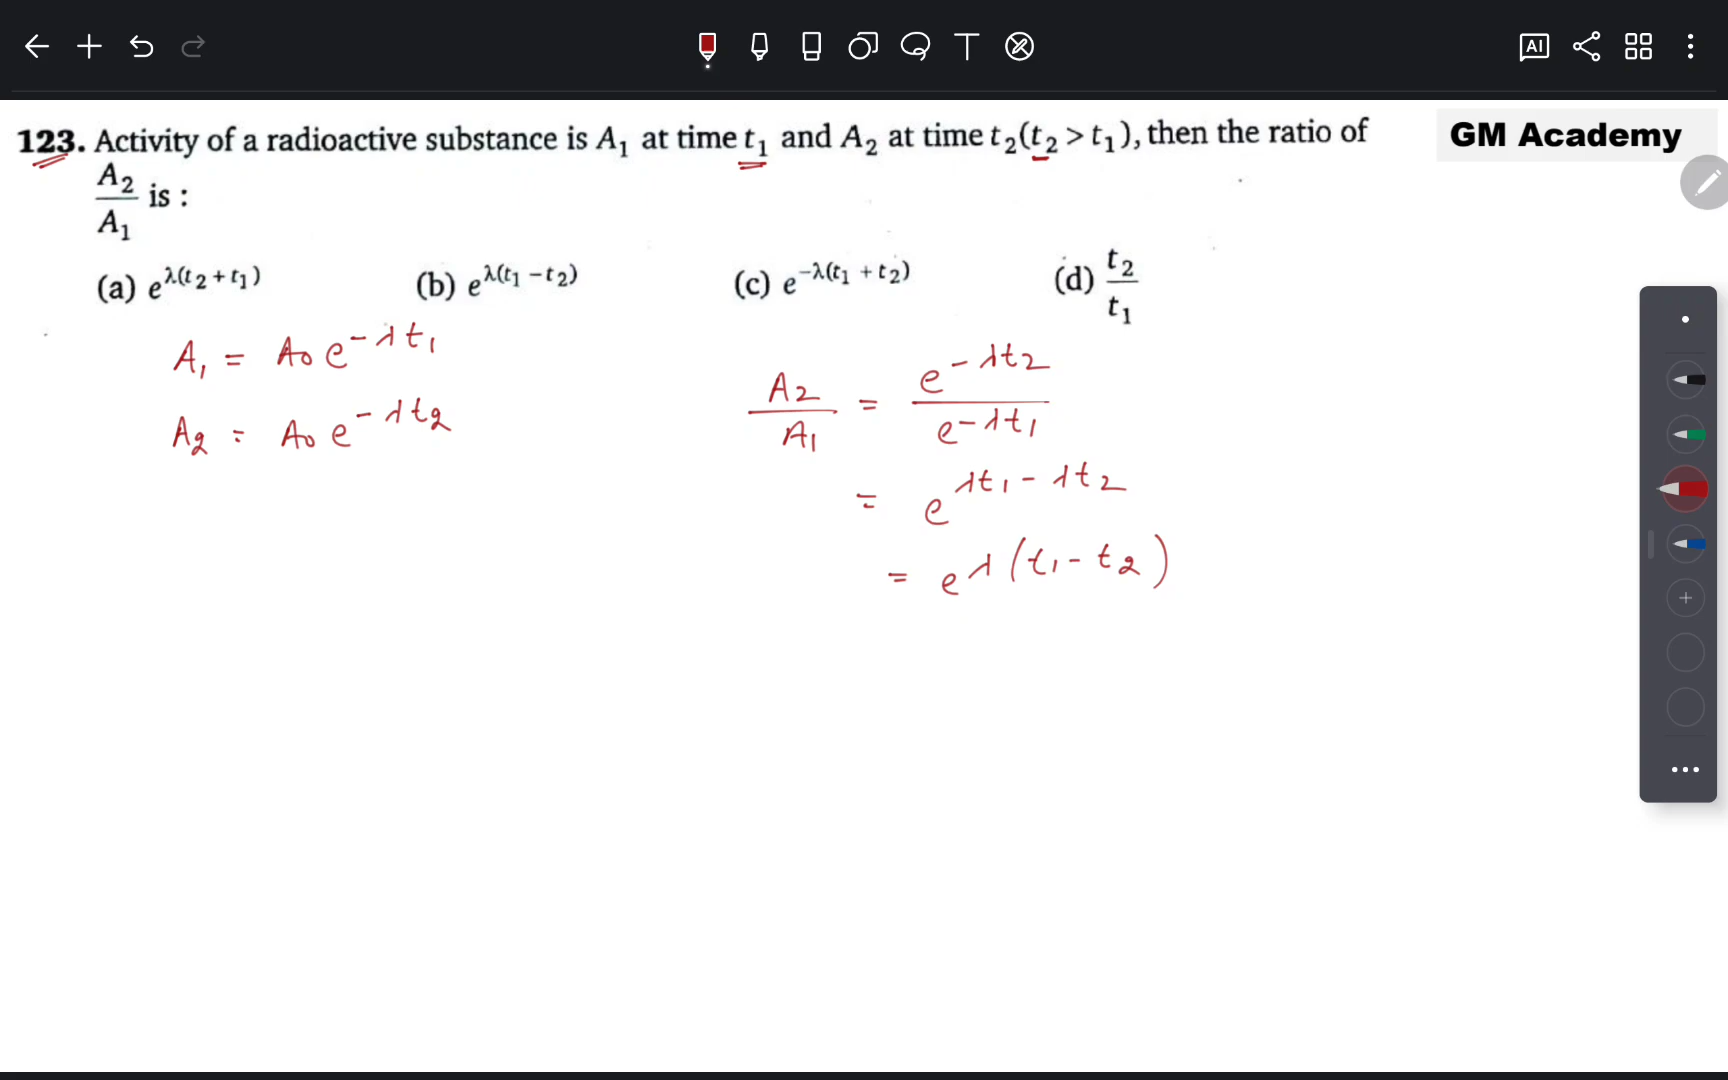 123. Activity of a radioactive substance is A₁ at time t₁ and A₂ at time t₂(t₂ > t₁), then the ratio of
A₂/A₁ is :
(a) e^λ(t₂ + t₁) (b) e^λ(t₁ − t₂) (c) e^−λ(t₁ + t₂) (d) t₂/t₁
GM Academy
A₁ = A₀ e^−λt₁
A₂ = A₀ e^−λt₂
A₂/A₁ = e^−λt₂/e^−λt₁
= e^λt₁ − λt₂
= e^λ(t₁ − t₂)
T
AI